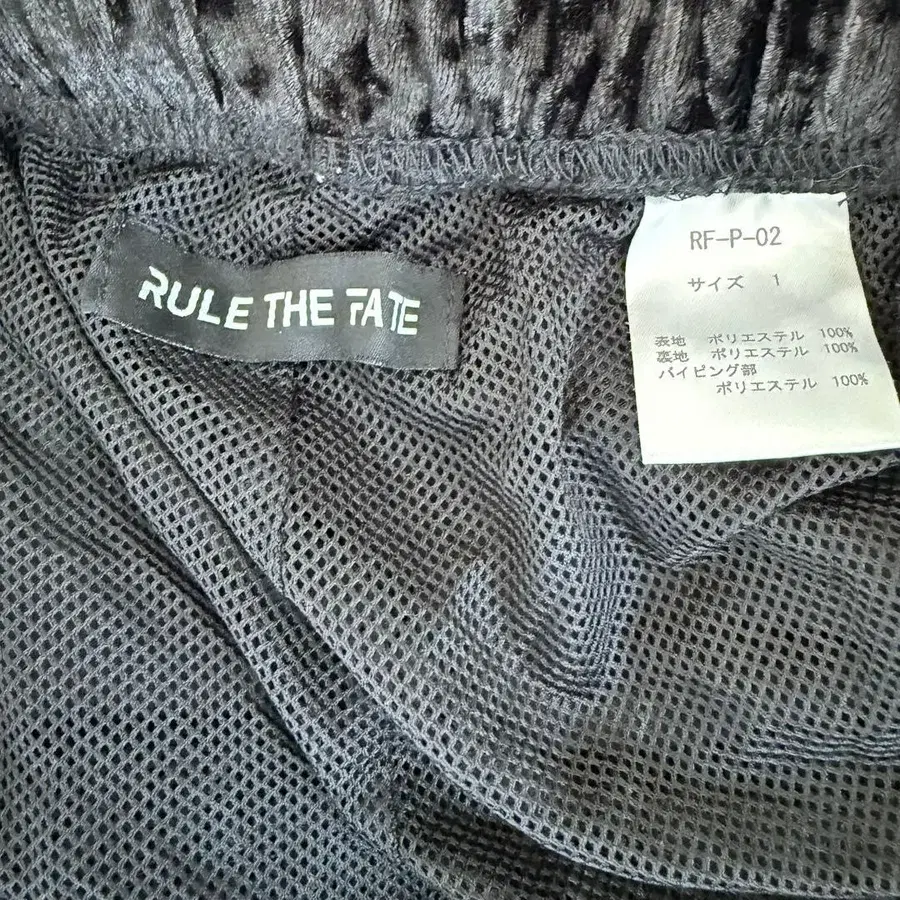 RULE THE FATE
RF-P-02
サイズ 1
表地 ポリエステル 100%
裏地 ポリエステル 100%
パイピング部
ポリエステル 100%